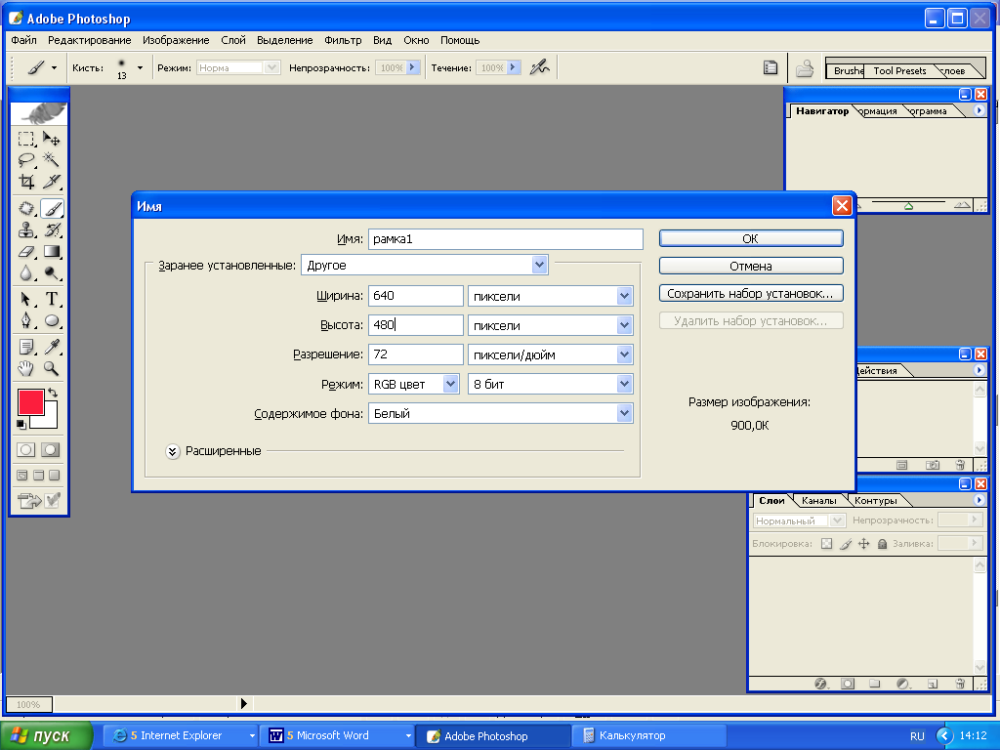 Adobe Photoshop
Файл Редактирование Изображение Слой Выделение Фильтр Вид Окно Помощь
Кисть: 13 Режим: Норма Непрозрачность: 100% Течение: 100% Brushe Tool Presets слоев
Навигатор ормация ограмма
Имя
Имя: рамка1 ОК
Заранее установленные: Другое Отмена
Ширина: 640 пиксели Сохранить набор установок...
Высота: 480 пиксели Удалить набор установок...
Разрешение: 72 пиксели/дюйм
Режим: RGB цвет 8 бит
Содержимое фона: Белый
Размер изображения:
900,0К
Расширенные
действия
Слои Каналы Контуры
Нормальный Непрозрачность:
Блокировка: Заливка:
100%
пуск 5 Internet Explorer 5 Microsoft Word Adobe Photoshop Калькулятор RU 14:12